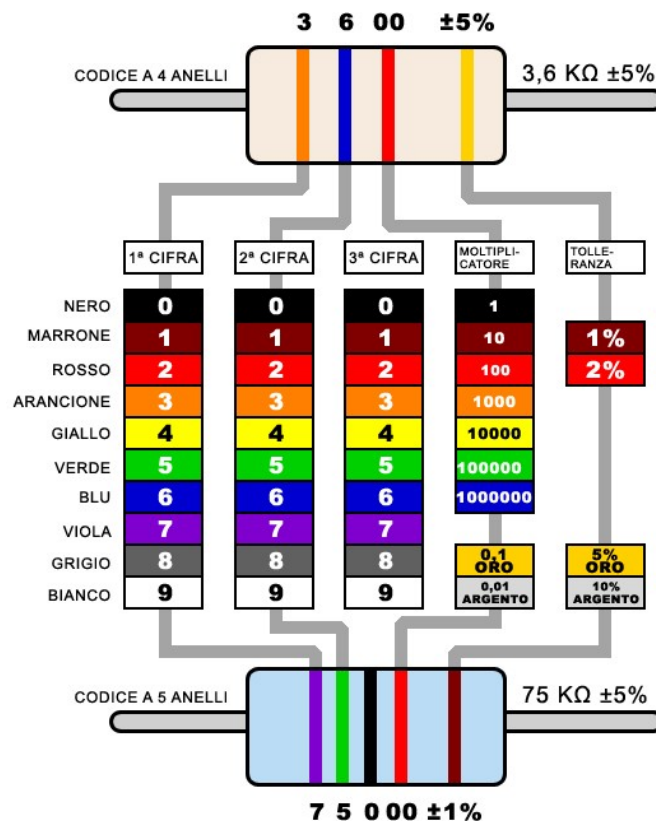 3 6 00 ±5%
CODICE A 4 ANELLI
3,6 KΩ ±5%
1ª CIFRA 2ª CIFRA 3ª CIFRA MOLTIPLI-
CATORE TOLLE-
RANZA
NERO 0 0 0 1
MARRONE 1 1 1 10 1%
ROSSO 2 2 2 100 2%
ARANCIONE 3 3 3 1000
GIALLO 4 4 4 10000
VERDE 5 5 5 100000
BLU 6 6 6 1000000
VIOLA 7 7 7
GRIGIO 8 8 8 0,1
ORO 5%
ORO
BIANCO 9 9 9 0,01
ARGENTO 10%
ARGENTO
CODICE A 5 ANELLI
75 KΩ ±5%
7 5 0 00 ±1%